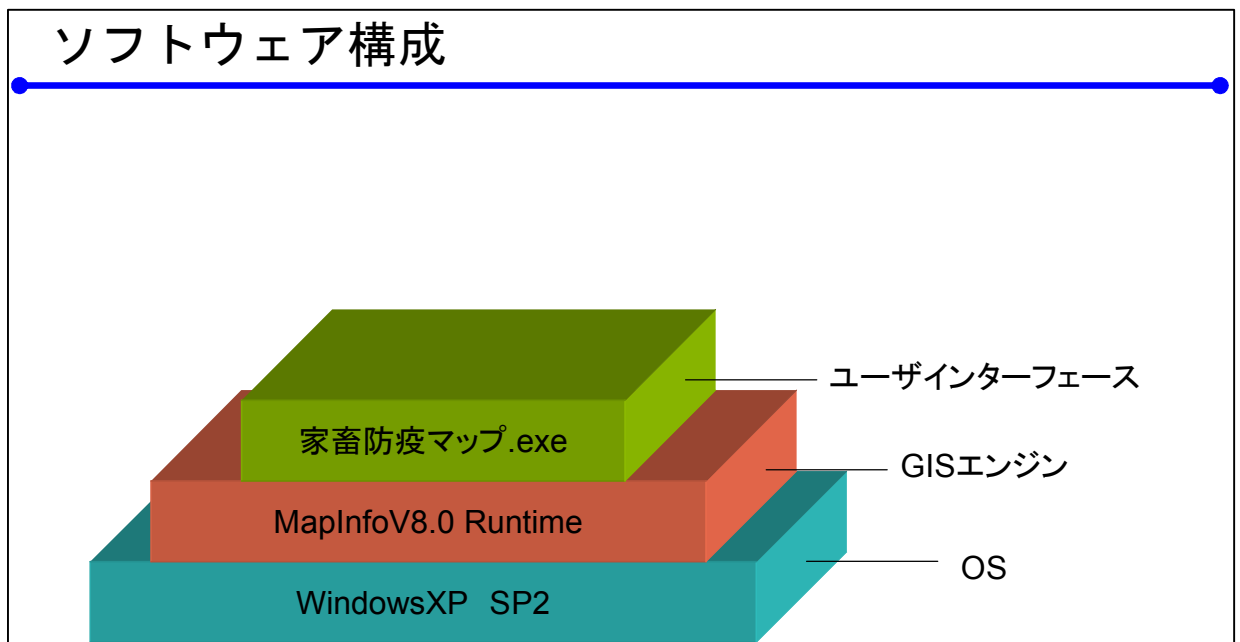 ソフトウェア構成
ユーザインターフェース
家畜防疫マップ.exe
GISエンジン
MapInfoV8.0 Runtime
OS
WindowsXP SP2